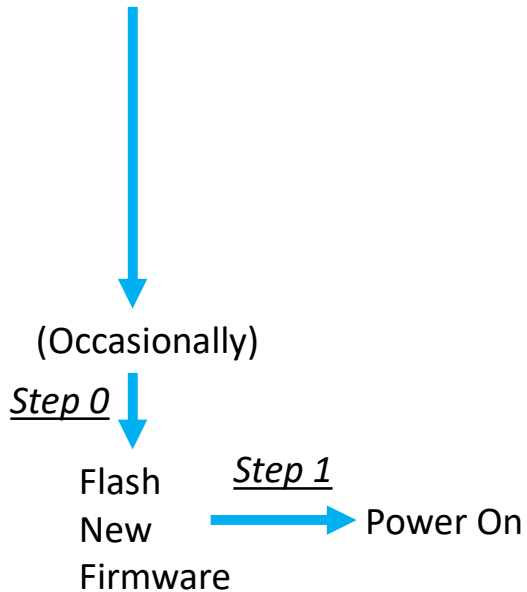 (Occasionally)
Step 0
Flash
New
Firmware
Step 1
Power On